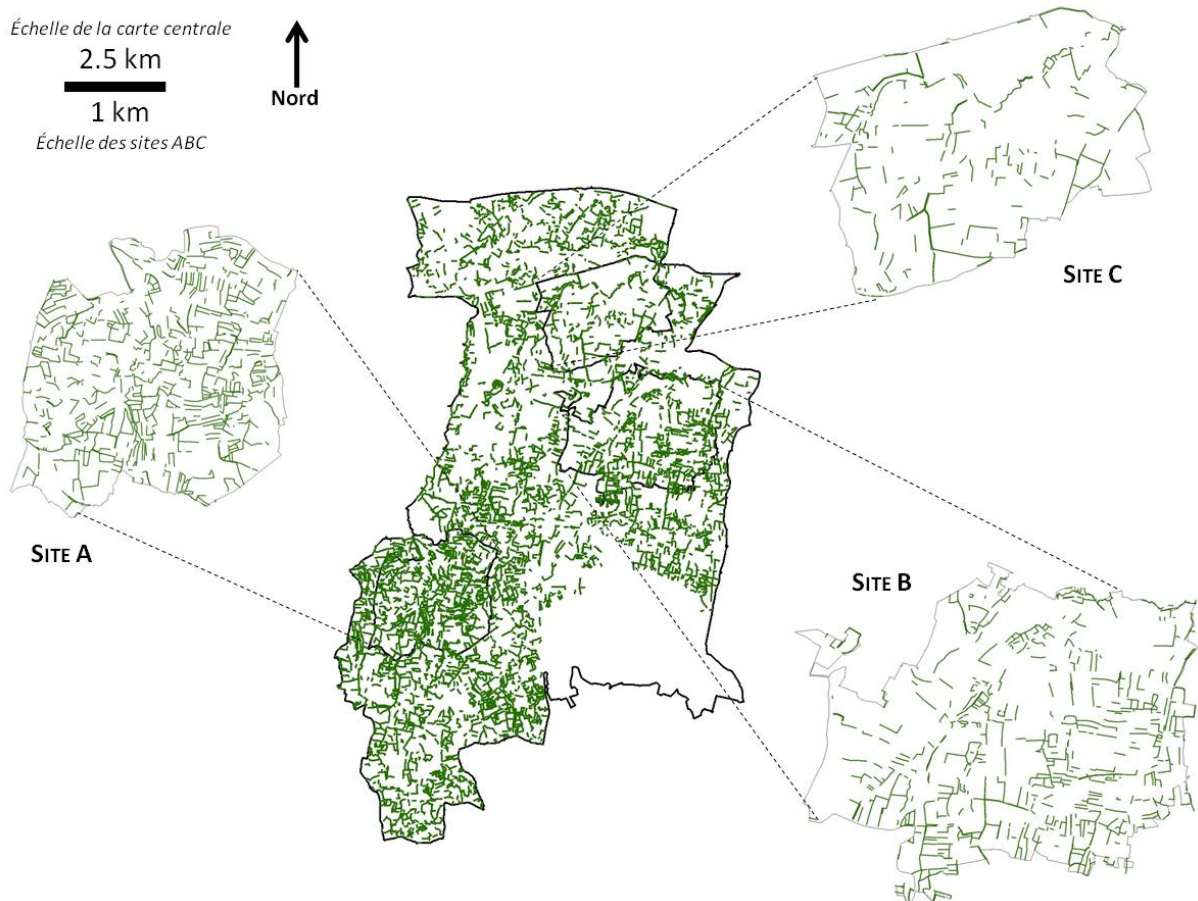 Échelle de la carte centrale
2.5 km
1 km
Échelle des sites ABC
Nord
SITE C
SITE A
SITE B